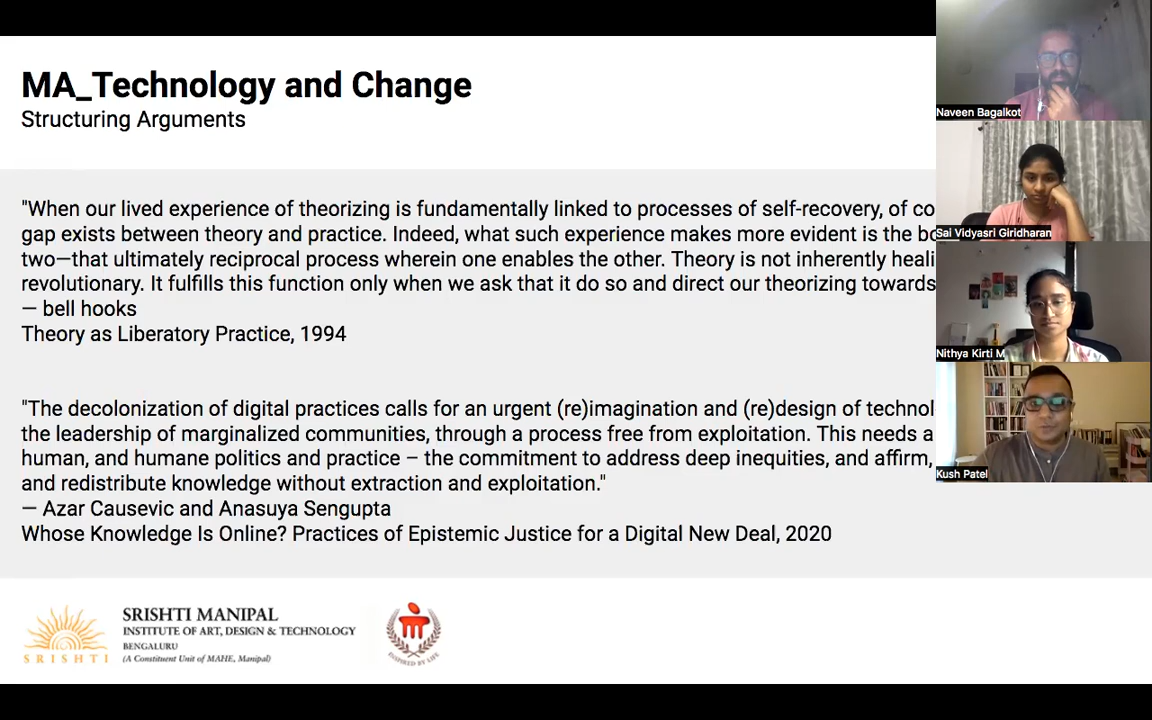 MA_Technology and Change
Structuring Arguments
"When our lived experience of theorizing is fundamentally linked to processes of self-recovery, of co
gap exists between theory and practice. Indeed, what such experience makes more evident is the bo
two—that ultimately reciprocal process wherein one enables the other. Theory is not inherently heali
revolutionary. It fulfills this function only when we ask that it do so and direct our theorizing towards
— bell hooks
Theory as Liberatory Practice, 1994
"The decolonization of digital practices calls for an urgent (re)imagination and (re)design of technol
the leadership of marginalized communities, through a process free from exploitation. This needs a
human, and humane politics and practice – the commitment to address deep inequities, and affirm,
and redistribute knowledge without extraction and exploitation."
— Azar Causevic and Anasuya Sengupta
Whose Knowledge Is Online? Practices of Epistemic Justice for a Digital New Deal, 2020
SRISHTI
SRISHTI MANIPAL
INSTITUTE OF ART, DESIGN & TECHNOLOGY
BENGALURU
(A Constituent Unit of MAHE, Manipal)
INSPIRED BY LIFE
Naveen Bagalkot
Sai Vidyasri Giridharan
Nithya Kirti M
Kush Patel